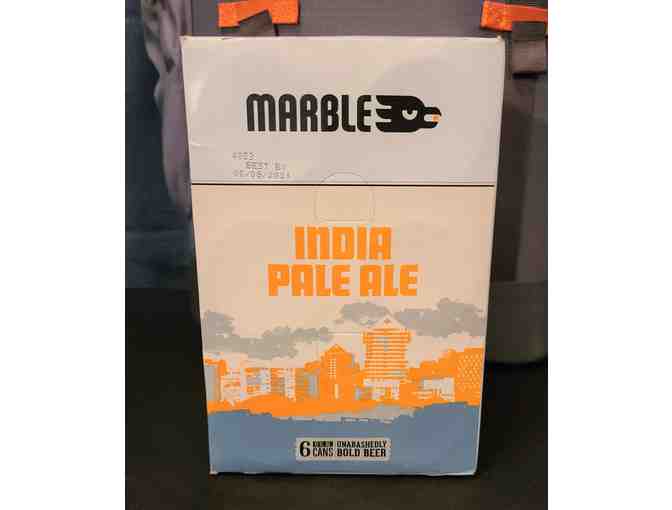 MARBLE
BEST BY
INDIA
PALE ALE
6 CANS
UNABASHEDLY
BOLD BEER